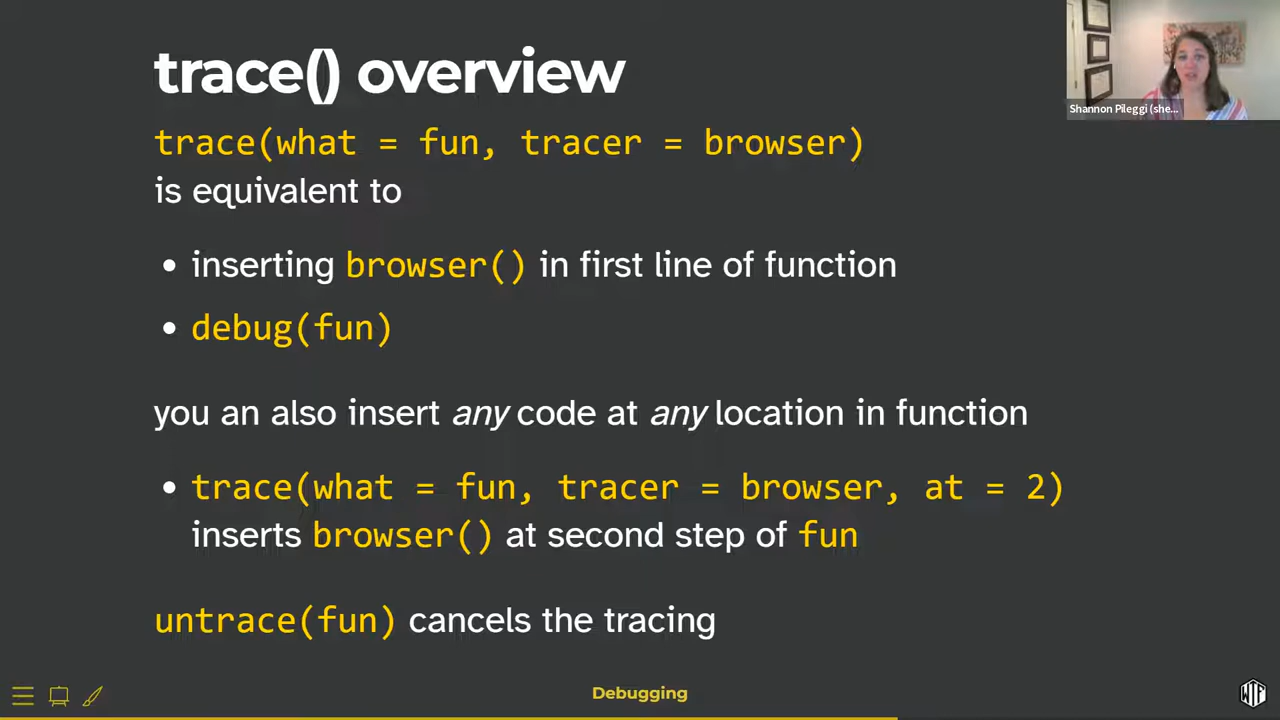 trace() overview
Shannon Pileggi (she...
trace(what = fun, tracer = browser)
is equivalent to
• inserting browser() in first line of function
• debug(fun)
you an also insert any code at any location in function
• trace(what = fun, tracer = browser, at = 2)
inserts browser() at second step of fun
untrace(fun) cancels the tracing
Debugging
WTF